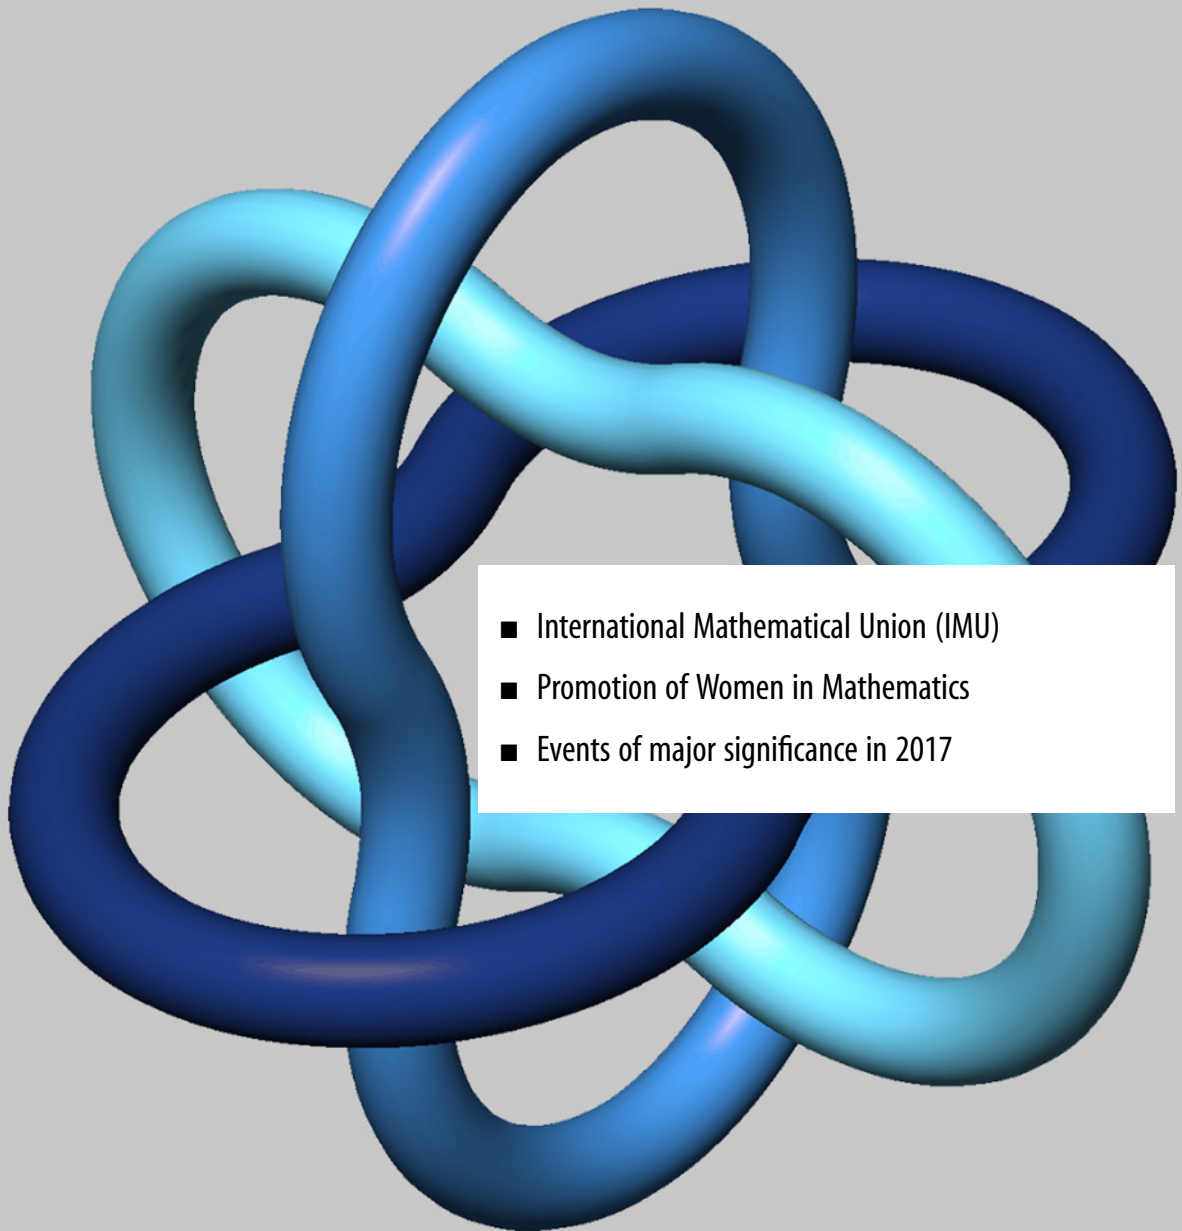 ■ International Mathematical Union (IMU)
■ Promotion of Women in Mathematics
■ Events of major significance in 2017